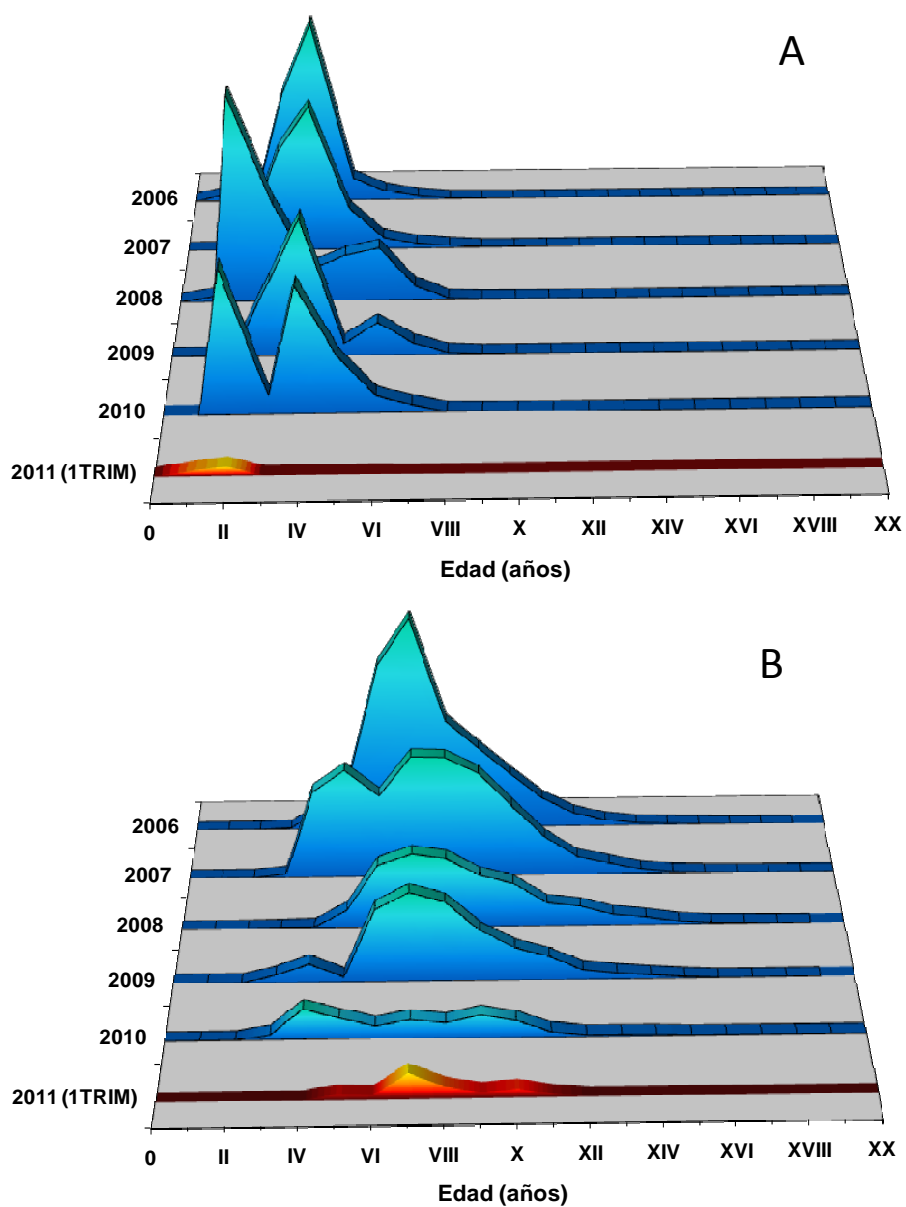 A
2006
2007
2008
2009
2010
2011 (1TRIM)
0 II IV VI VIII X XII XIV XVI XVIII XX
Edad (años)
B
2006
2007
2008
2009
2010
2011 (1TRIM)
0 II IV VI VIII X XII XIV XVI XVIII XX
Edad (años)